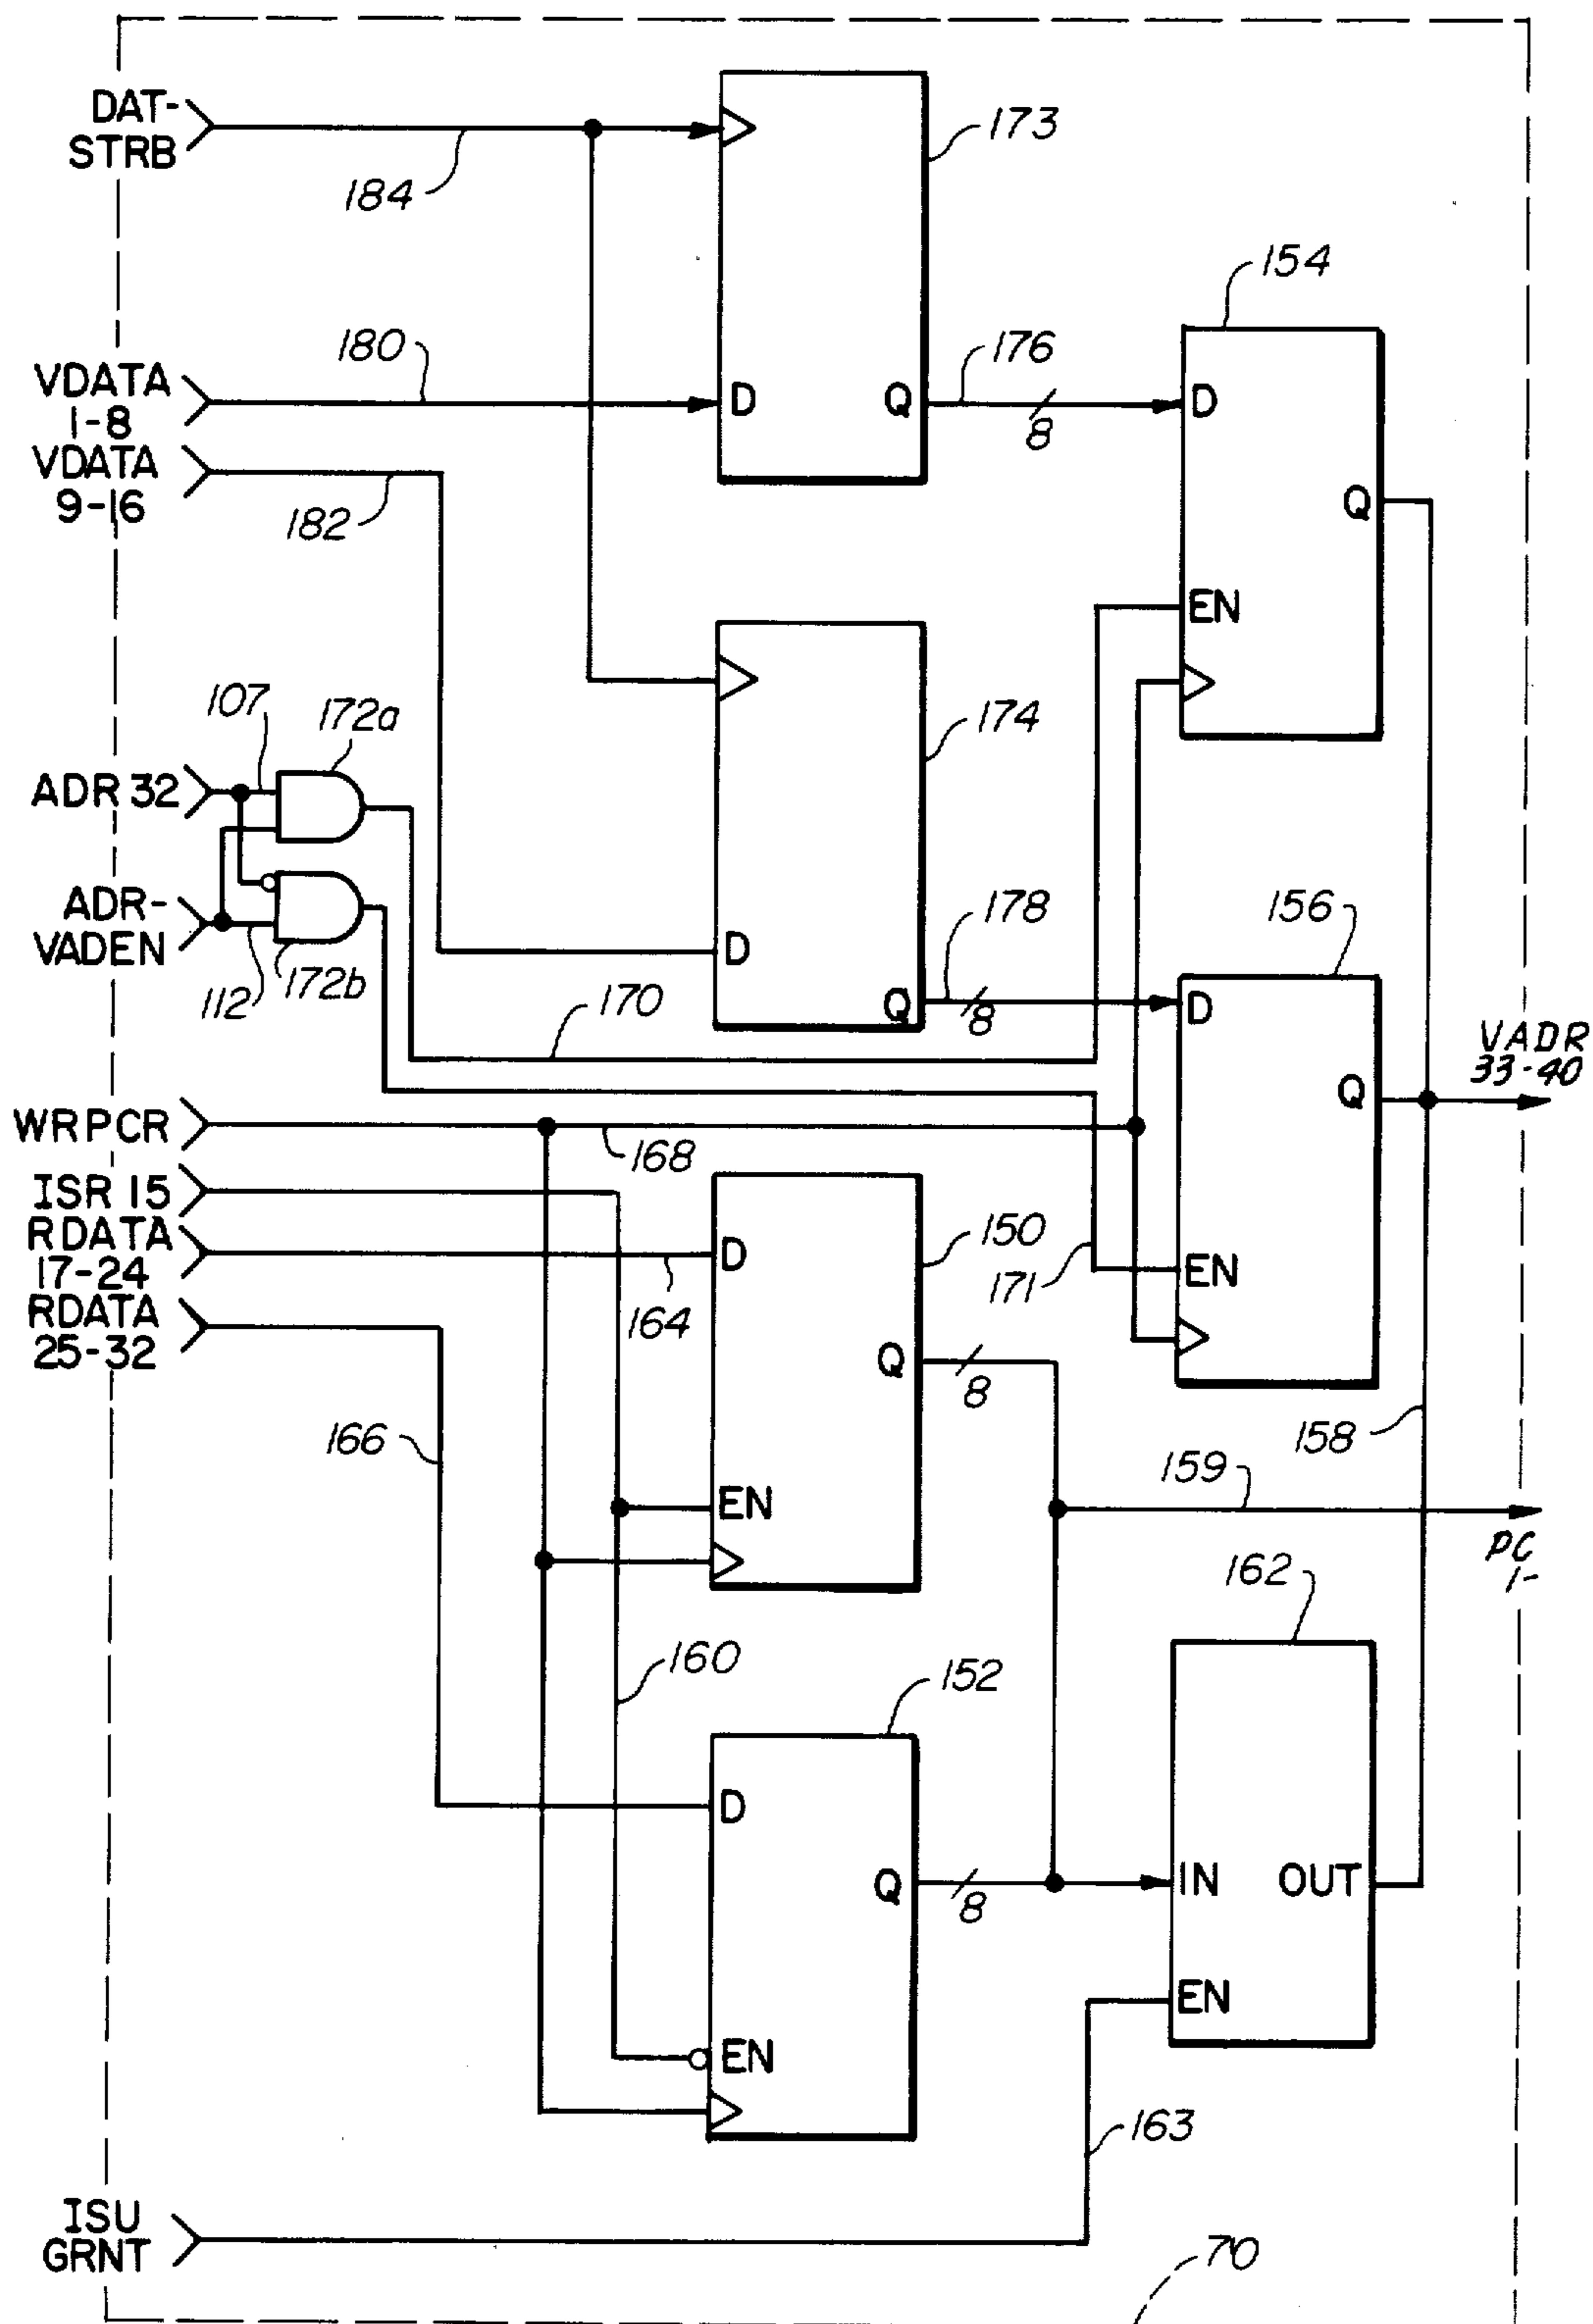 DAT-
STRB
184
173
154
VDATA
1-8
180
D
Q
176
8
D
VDATA
9-16
182
Q
EN
107
172a
174
ADR 32
ADR-
VADEN
112
172b
D
178
156
Q
8
D
170
VADR
33-40
Q
WRPCR
168
ISR 15
RDATA
17-24
164
D
150
171
EN
RDATA
25-32
Q
8
166
158
159
EN
PC
1-
162
160
152
D
Q
8
IN
OUT
EN
EN
163
ISU
GRNT
70